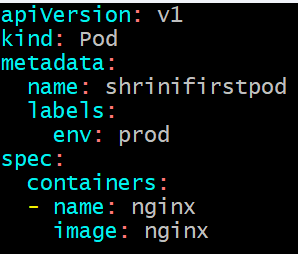 apiVersion: v1
kind: Pod
metadata:
  name: shrinifirstpod
  labels:
    env: prod
spec:
  containers:
  - name: nginx
    image: nginx